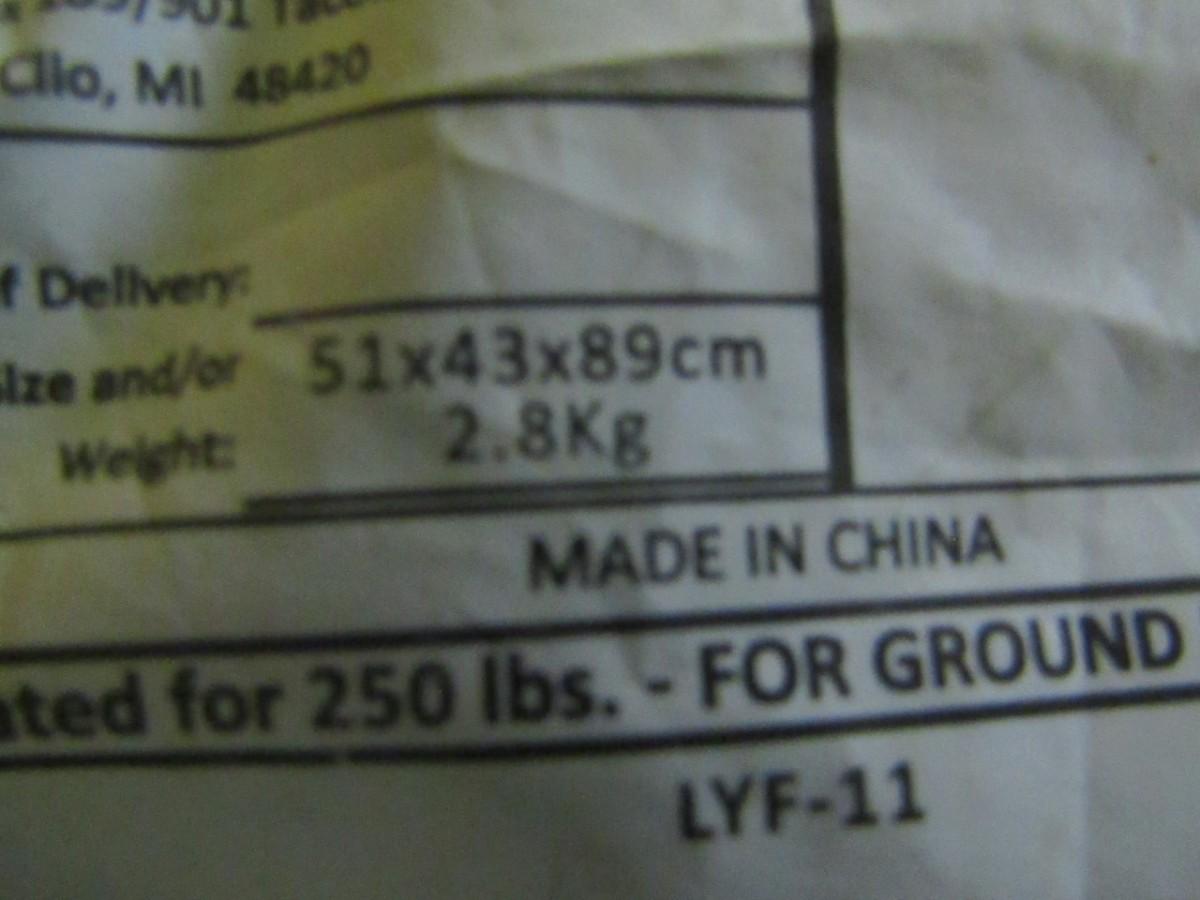 Clio, MI 48420
f Delivery:
size and/or 51x43x89cm
Weight: 2.8Kg
MADE IN CHINA
ated for 250 lbs. - FOR GROUND
LYF-11